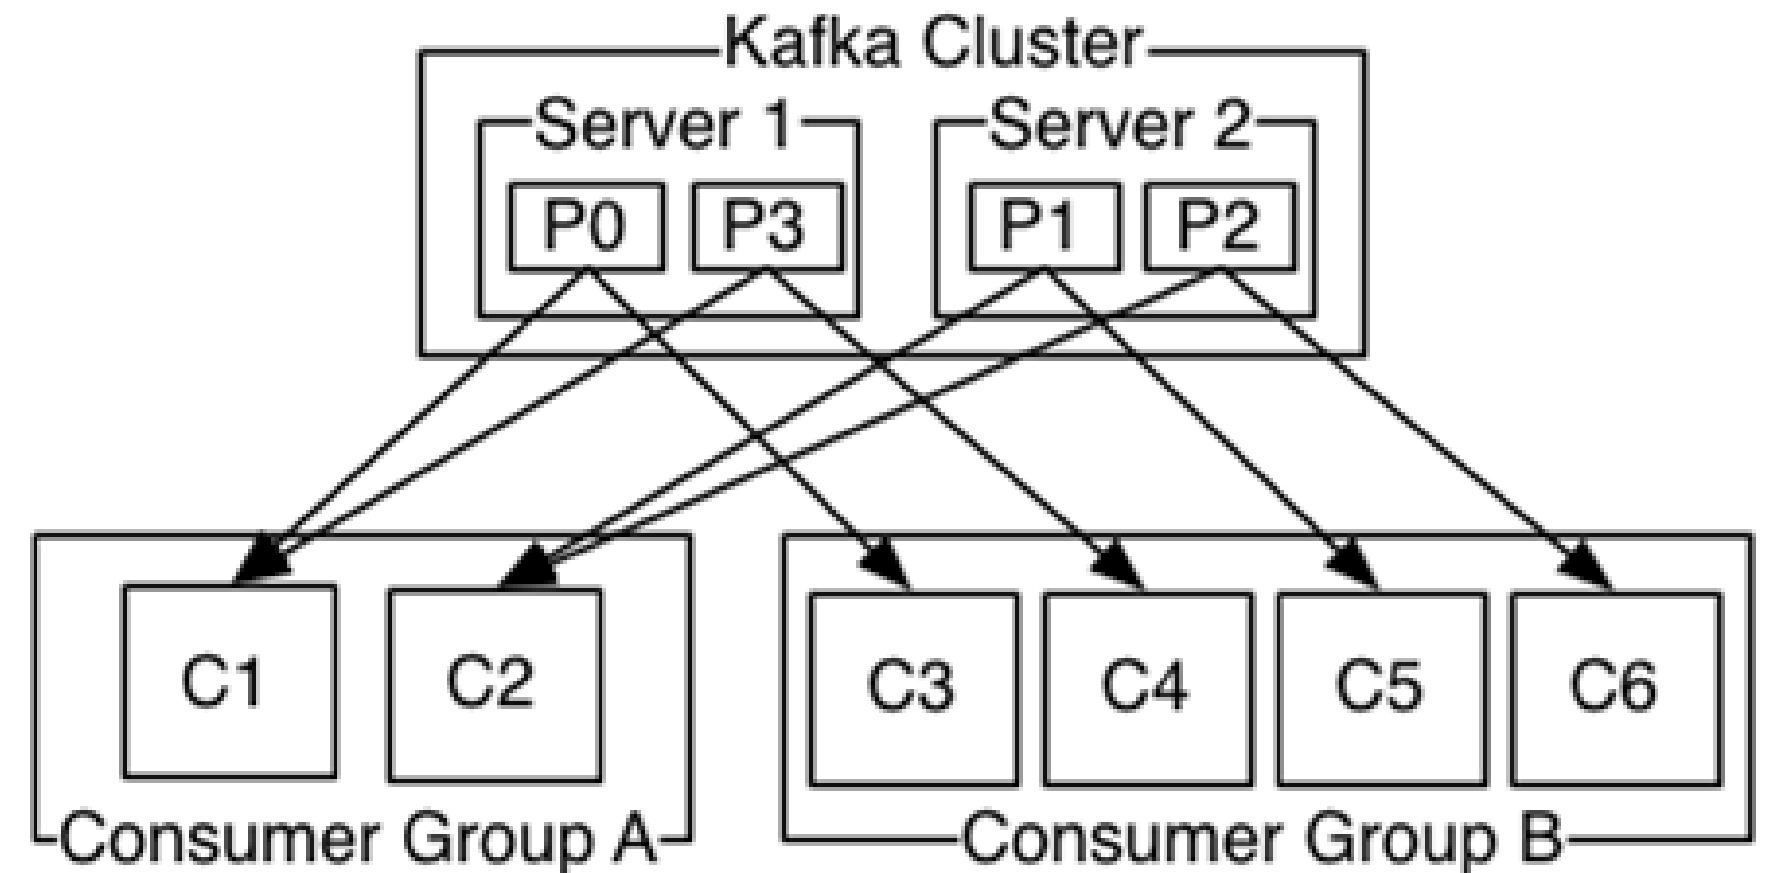 Kafka Cluster
Server 1
Server 2
P0
P3
P1
P2
C1
C2
C3
C4
C5
C6
Consumer Group A
Consumer Group B